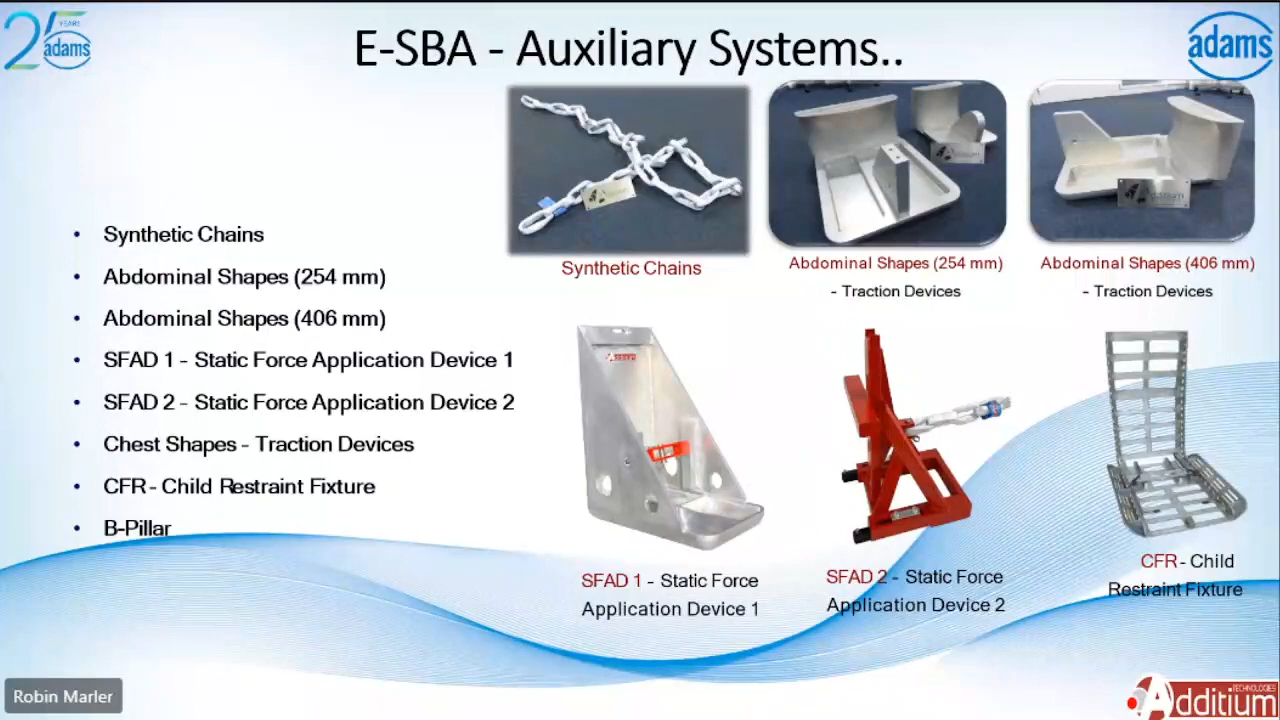 25 YEARS
adams
E-SBA - Auxiliary Systems..
adams
• Synthetic Chains
• Abdominal Shapes (254 mm)
• Abdominal Shapes (406 mm)
• SFAD 1 - Static Force Application Device 1
• SFAD 2 - Static Force Application Device 2
• Chest Shapes - Traction Devices
• CFR - Child Restraint Fixture
• B-Pillar
Synthetic Chains
Abdominal Shapes (254 mm)
- Traction Devices
Abdominal Shapes (406 mm)
- Traction Devices
SFAD 1 - Static Force
Application Device 1
SFAD 2 - Static Force
Application Device 2
CFR - Child
Restraint Fixture
Robin Marler
Additium
TECHNOLOGIES